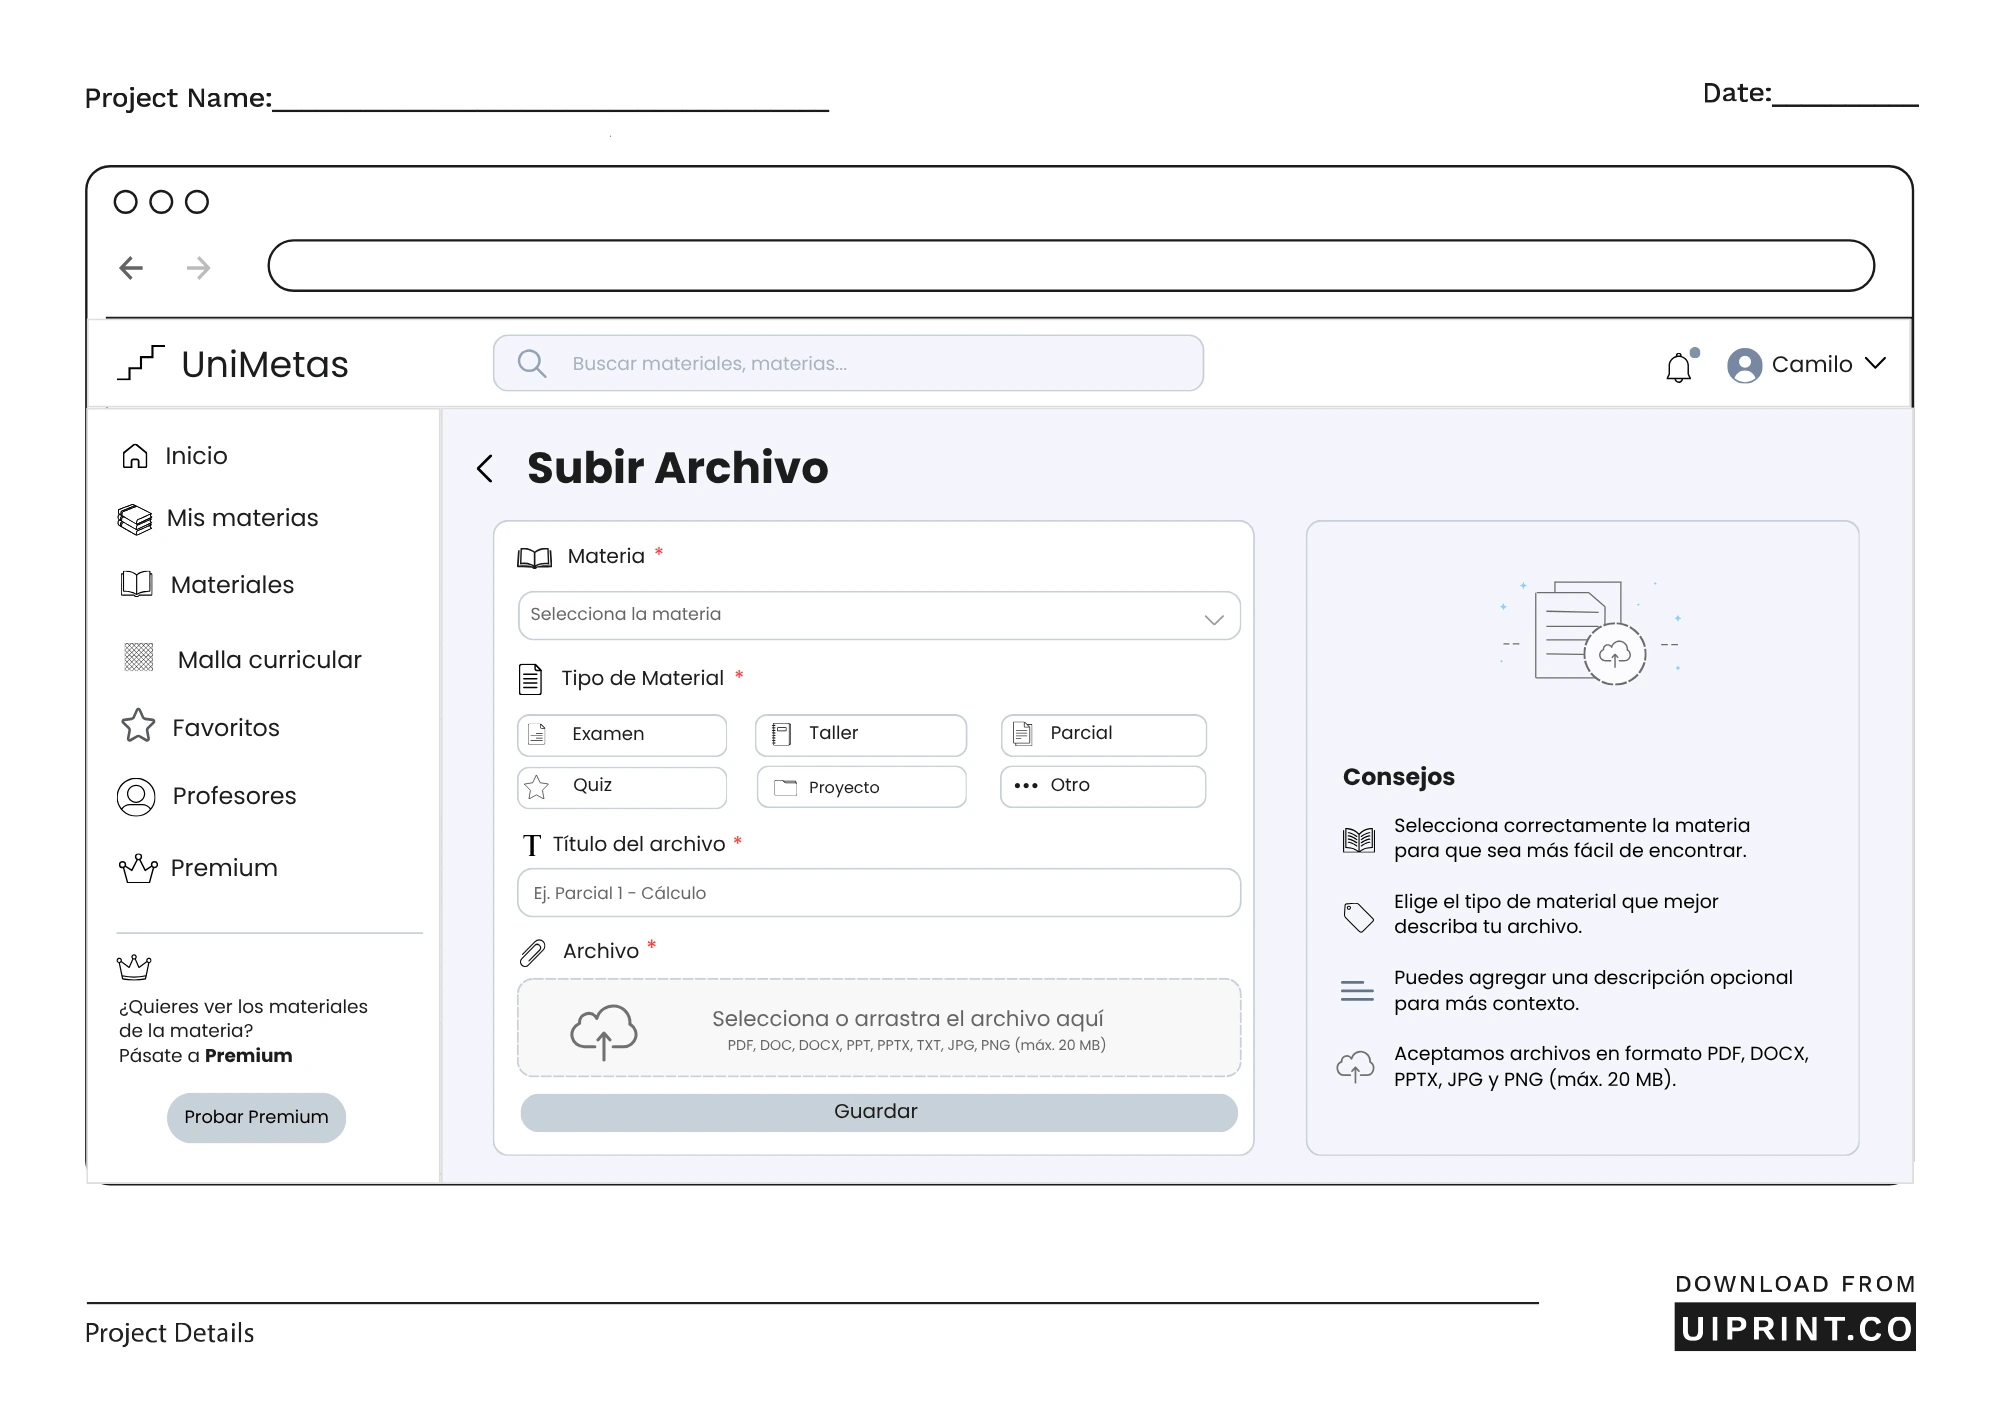 Project Name:
Date:
UniMetas
Buscar materiales, materias...
Camilo
Inicio
Mis materias
Materiales
Malla curricular
Favoritos
Profesores
Premium
¿Quieres ver los materiales
de la materia?
Pásate a Premium
Probar Premium
Subir Archivo
Materia *
Selecciona la materia
Tipo de Material *
Examen
Taller
Parcial
Quiz
Proyecto
Otro
T Título del archivo *
Ej. Parcial 1 - Cálculo
Archivo *
Selecciona o arrastra el archivo aquí
PDF, DOC, DOCX, PPT, PPTX, TXT, JPG, PNG (máx. 20 MB)
Guardar
Consejos
Selecciona correctamente la materia
para que sea más fácil de encontrar.
Elige el tipo de material que mejor
describa tu archivo.
Puedes agregar una descripción opcional
para más contexto.
Aceptamos archivos en formato PDF, DOCX,
PPTX, JPG y PNG (máx. 20 MB).
Project Details
DOWNLOAD FROM
UIPRINT.CO